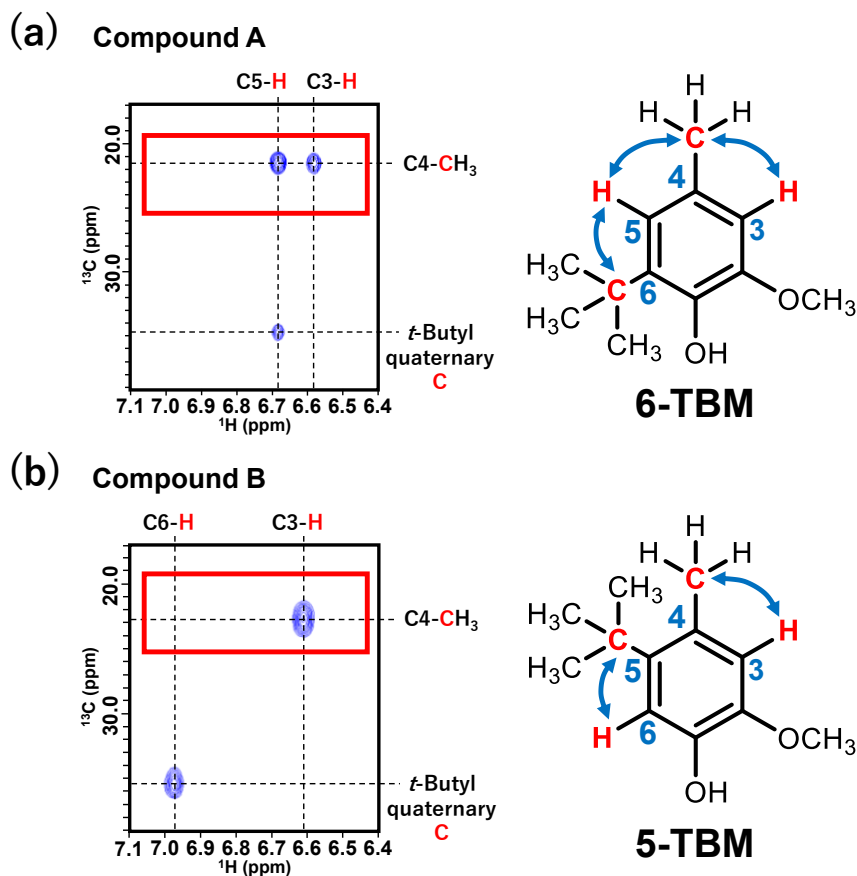 (a) Compound A
C5-H C3-H
20.0
30.0
¹³C (ppm)
C4-CH₃
t-Butyl
quaternary
C
7.1 7.0 6.9 6.8 6.7 6.6 6.5 6.4
¹H (ppm)
H
H H
C
4
H H
5 3
H₃C
C 6
H₃C OCH₃
CH₃ OH
6-TBM
(b) Compound B
C6-H C3-H
20.0
30.0
¹³C (ppm)
C4-CH₃
t-Butyl
quaternary
C
7.1 7.0 6.9 6.8 6.7 6.6 6.5 6.4
¹H (ppm)
H
H H
C
CH₃
H₃C 4 H
C 5 3
H₃C
H 6
OCH₃
OH
5-TBM